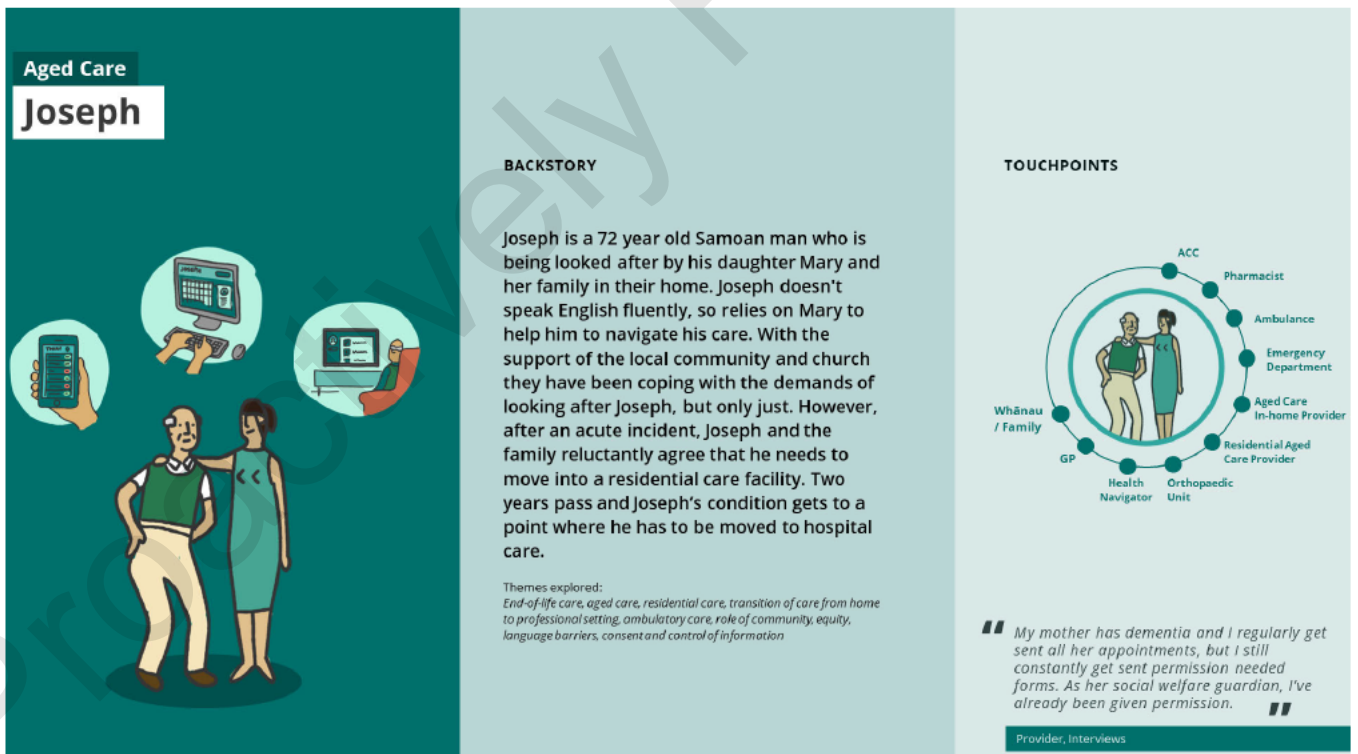 Aged Care
Joseph
BACKSTORY
Joseph is a 72 year old Samoan man who is
being looked after by his daughter Mary and
her family in their home. Joseph doesn't
speak English fluently, so relies on Mary to
help him to navigate his care. With the
support of the local community and church
they have been coping with the demands of
looking after Joseph, but only just. However,
after an acute incident, Joseph and the
family reluctantly agree that he needs to
move into a residential care facility. Two
years pass and Joseph's condition gets to a
point where he has to be moved to hospital
care.
Themes explored:
End-of-life care, aged care, residential care, transition of care from home
to professional setting, ambulatory care, role of community, equity,
language barriers, consent and control of information
TOUCHPOINTS
ACC
Pharmacist
Ambulance
Emergency
Department
Aged Care
In-home Provider
Residential Aged
Care Provider
Orthopaedic
Unit
Health
Navigator
GP
Whānau
/ Family
" My mother has dementia and I regularly get
sent all her appointments, but I still
constantly get sent permission needed
forms. As her social welfare guardian, I've
already been given permission. "
Provider, Interviews
Proactively